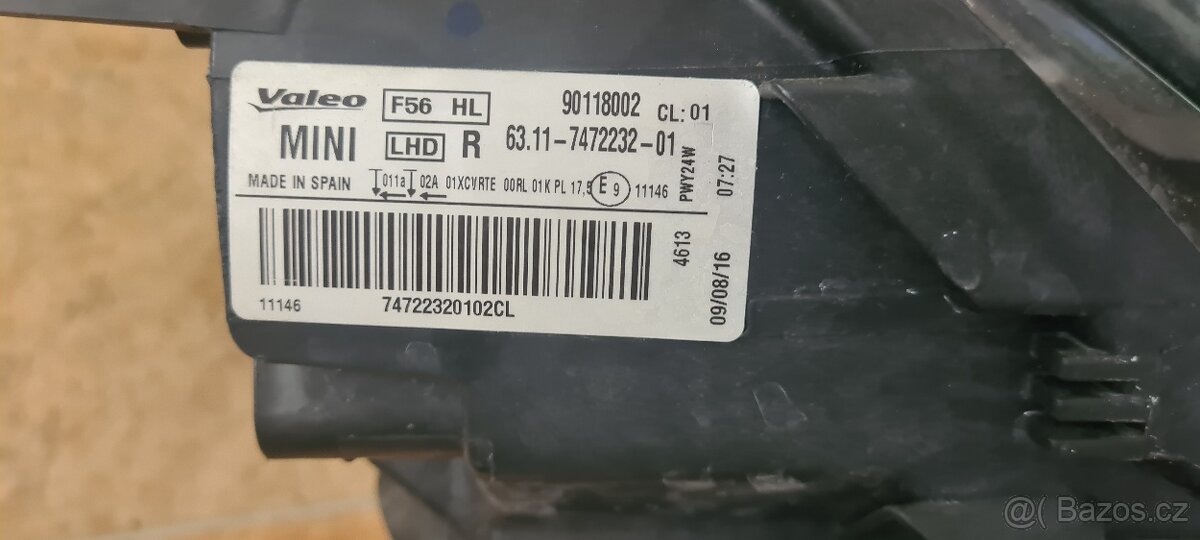 Valeo F56 HL 90118002 CL: 01
MINI LHD R 63.11-7472232-01
MADE IN SPAIN 011a 02A 01XCVRTE 00RL 01K PL 17,5 E9 11146
PWY24W 07:27
4613 09/08/16
11146 74722320102CL
@( Bazos.cz